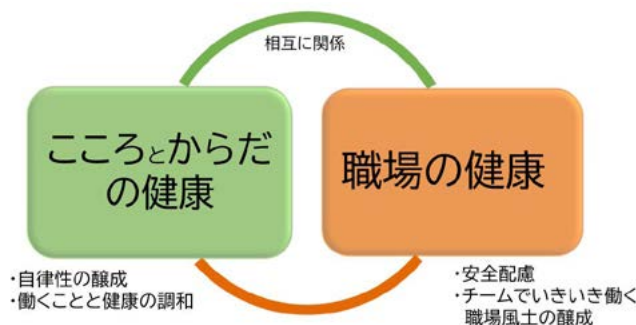 相互に関係
こころとからだ
の健康
職場の健康
・自律性の醸成
・働くことと健康の調和
・安全配慮
・チームでいきいき働く
職場風土の醸成